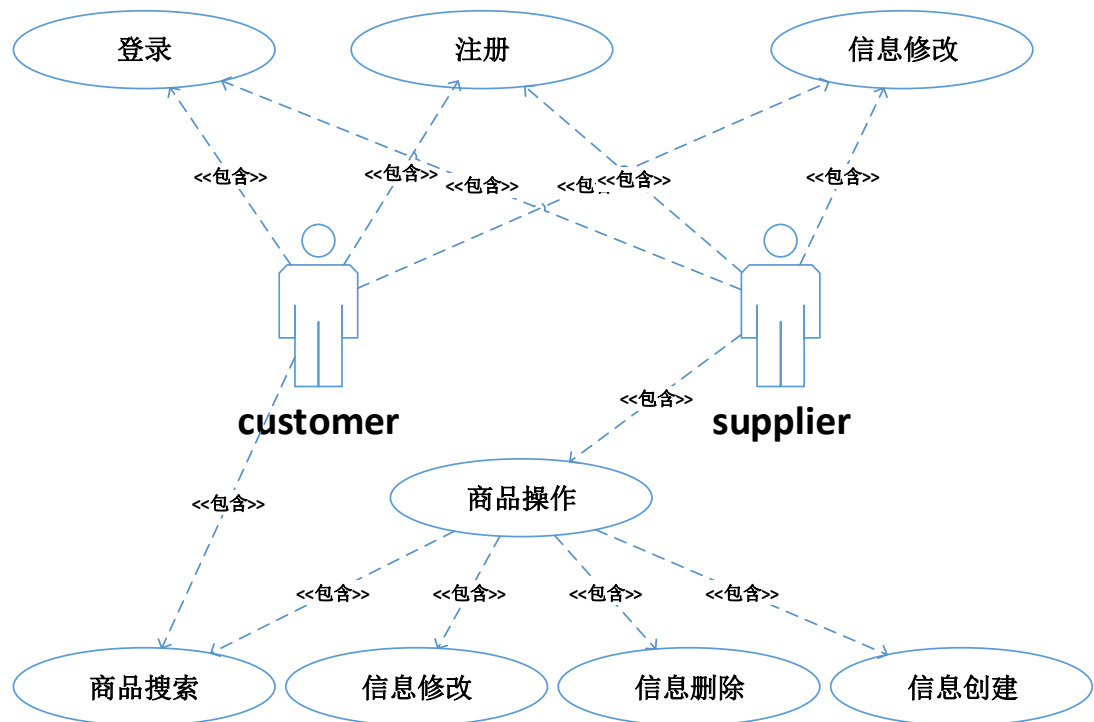 登录
注册
信息修改
<<包含>>
<<包含>>
<<包含>>
<<包
<<包含>>
<<包含>>
customer
supplier
<<包含>>
商品操作
<<包含>>
<<包含>>
<<包含>>
<<包含>>
<<包含>>
商品搜索
信息修改
信息删除
信息创建